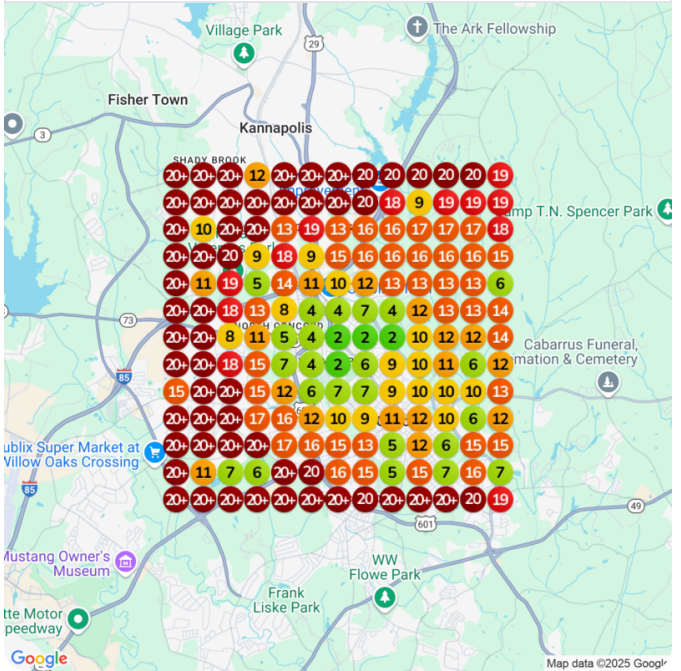 Village Park
The Ark Fellowship
29
Fisher Town
3
Kannapolis
SHADY BROOK
20+ 20+ 20+ 12 20+ 20+ 20+ 20 20 20 20 20 19
20+ 20+ 20+ 20+ 20+ 20+ 20+ 20 18 9 19 19 19
mp T.N. Spencer Park
20+ 10 20+ 20+ 13 19 13 16 16 17 17 17 18
20+ 20+ 20 9 18 9 15 16 16 16 16 16 15
20+ 11 19 5 14 11 10 12 13 13 13 13 6
20+ 20+ 18 13 8 4 4 7 4 12 13 13 14
73
NORTH CONCORD
20+ 20+ 8 11 5 4 2 2 2 10 12 12 14
Cabarrus Funeral,
mation & Cemetery
20+ 20+ 18 15 7 4 2 6 9 10 11 6 12
85
15 20+ 20+ 15 12 6 7 7 9 10 10 10 13
20+ 20+ 20+ 17 16 12 10 9 11 12 10 6 12
ublix Super Market at
Willow Oaks Crossing
20+ 20+ 20+ 20+ 17 16 15 13 5 12 6 15 15
20+ 11 7 6 20+ 20 16 15 5 15 7 16 7
85
20+ 20+ 20+ 20+ 20+ 20+ 20+ 20 20+ 20+ 20+ 20 19
49
601
Mustang Owner's
Museum
WW
Flowe Park
Frank
Liske Park
tte Motor
peedway
Google
Map data ©2025 Google